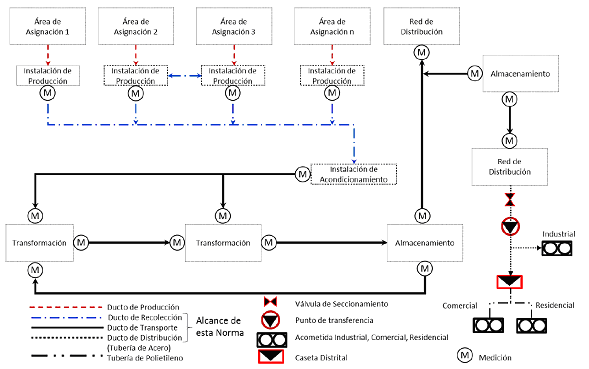 Área de
Asignación 1
Área de
Asignación 2
Área de
Asignación 3
Área de
Asignación n
Red de
Distribución
M
M
M
Almacenamiento
Instalación de
Producción
Instalación de
Producción
Instalación de
Producción
Instalación de
Producción
M
M
M
M
M
Red de
Distribución
M
Instalación de
Acondicionamiento
M
M
M
Industrial
Transformación
M
M
Transformación
M
Almacenamiento
M
M
Comercial
Residencial
Ducto de Producción
Ducto de Recolección
Ducto de Transporte
Ducto de Distribución
(Tubería de Acero)
Tubería de Polietileno
Alcance de
esta Norma
Válvula de Seccionamiento
Punto de transferencia
Acometida Industrial, Comercial, Residencial
Caseta Distrital
M
Medición